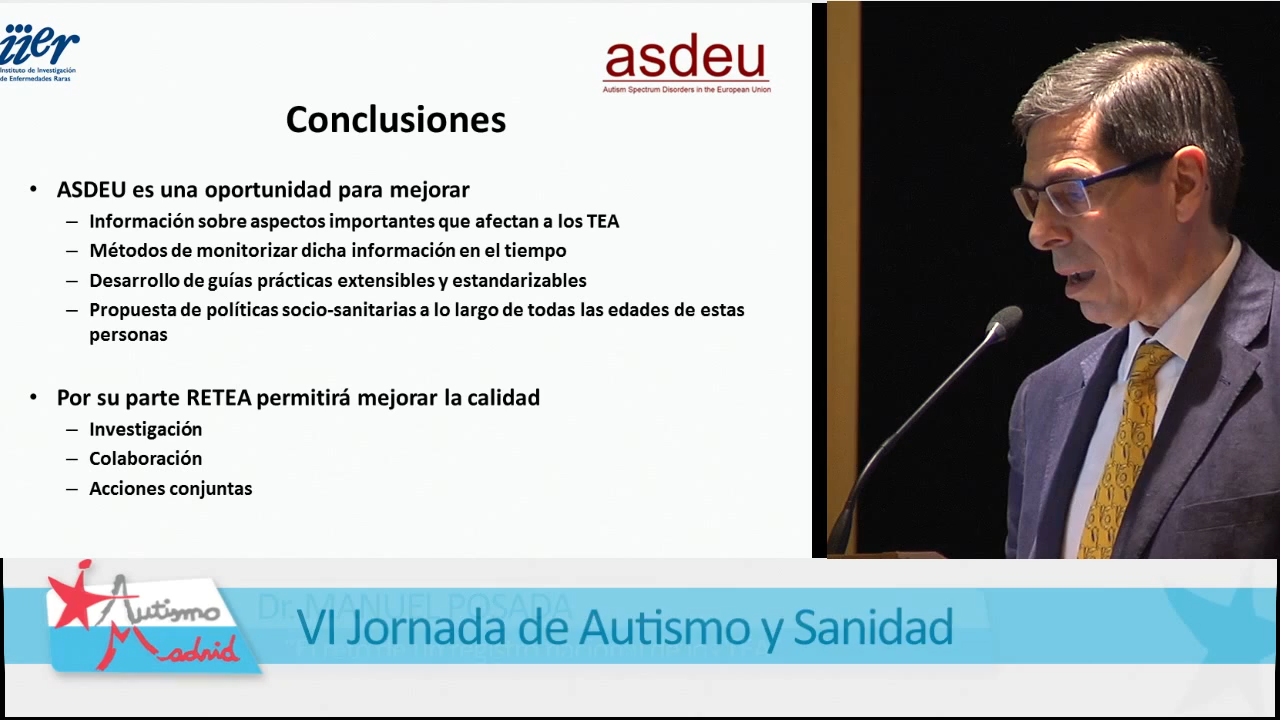 iier
Instituto de Investigación
de Enfermedades Raras
asdeu
Autism Spectrum Disorders in the European Union
Conclusiones
• ASDEU es una oportunidad para mejorar
– Información sobre aspectos importantes que afectan a los TEA
– Métodos de monitorizar dicha información en el tiempo
– Desarrollo de guías prácticas extensibles y estandarizables
– Propuesta de políticas socio-sanitarias a lo largo de todas las edades de estas
personas
• Por su parte RETEA permitirá mejorar la calidad
– Investigación
– Colaboración
– Acciones conjuntas
Autismo
Madrid
Dr. MANUEL POSADA
VI Jornada de Autismo y Sanidad